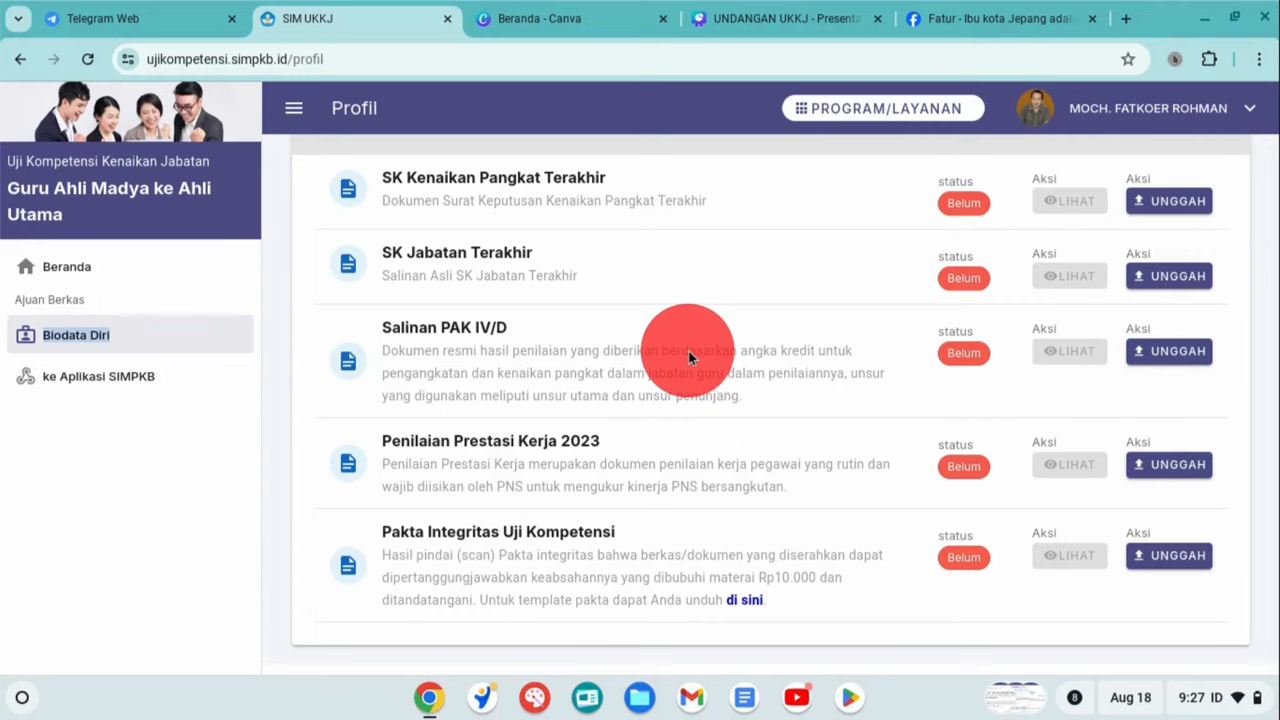 Telegram Web
SIM UKKJ
Beranda - Canva
UNDANGAN UKKJ - Presenta
Fatur - Ibu kota Jepang adal
ujikompetensi.simpkb.id/profil
Profil
PROGRAM/LAYANAN
MOCH. FATKOER ROHMAN
Uji Kompetensi Kenaikan Jabatan
Guru Ahli Madya ke Ahli
Utama
Beranda
Ajuan Berkas
Biodata Diri
ke Aplikasi SIMPKB
SK Kenaikan Pangkat Terakhir
Dokumen Surat Keputusan Kenaikan Pangkat Terakhir
status
Belum
Aksi
LIHAT
Aksi
UNGGAH
SK Jabatan Terakhir
Salinan Asli SK Jabatan Terakhir
status
Belum
Aksi
LIHAT
Aksi
UNGGAH
Salinan PAK IV/D
Dokumen resmi hasil penilaian yang diberikan berdasarkan angka kredit untuk
pengangkatan dan kenaikan pangkat dalam jabatan guru dalam penilaiannya, unsur
yang digunakan meliputi unsur utama dan unsur penunjang.
status
Belum
Aksi
LIHAT
Aksi
UNGGAH
Penilaian Prestasi Kerja 2023
Penilaian Prestasi Kerja merupakan dokumen penilaian kerja pegawai yang rutin dan
wajib diisikan oleh PNS untuk mengukur kinerja PNS bersangkutan.
status
Belum
Aksi
LIHAT
Aksi
UNGGAH
Pakta Integritas Uji Kompetensi
Hasil pindai (scan) Pakta integritas bahwa berkas/dokumen yang diserahkan dapat
dipertanggungjawabkan keabsahannya yang dibubuhi materai Rp10.000 dan
ditandatangani. Untuk template pakta dapat Anda unduh di sini.
status
Belum
Aksi
LIHAT
Aksi
UNGGAH
8
Aug 18
9:27 ID